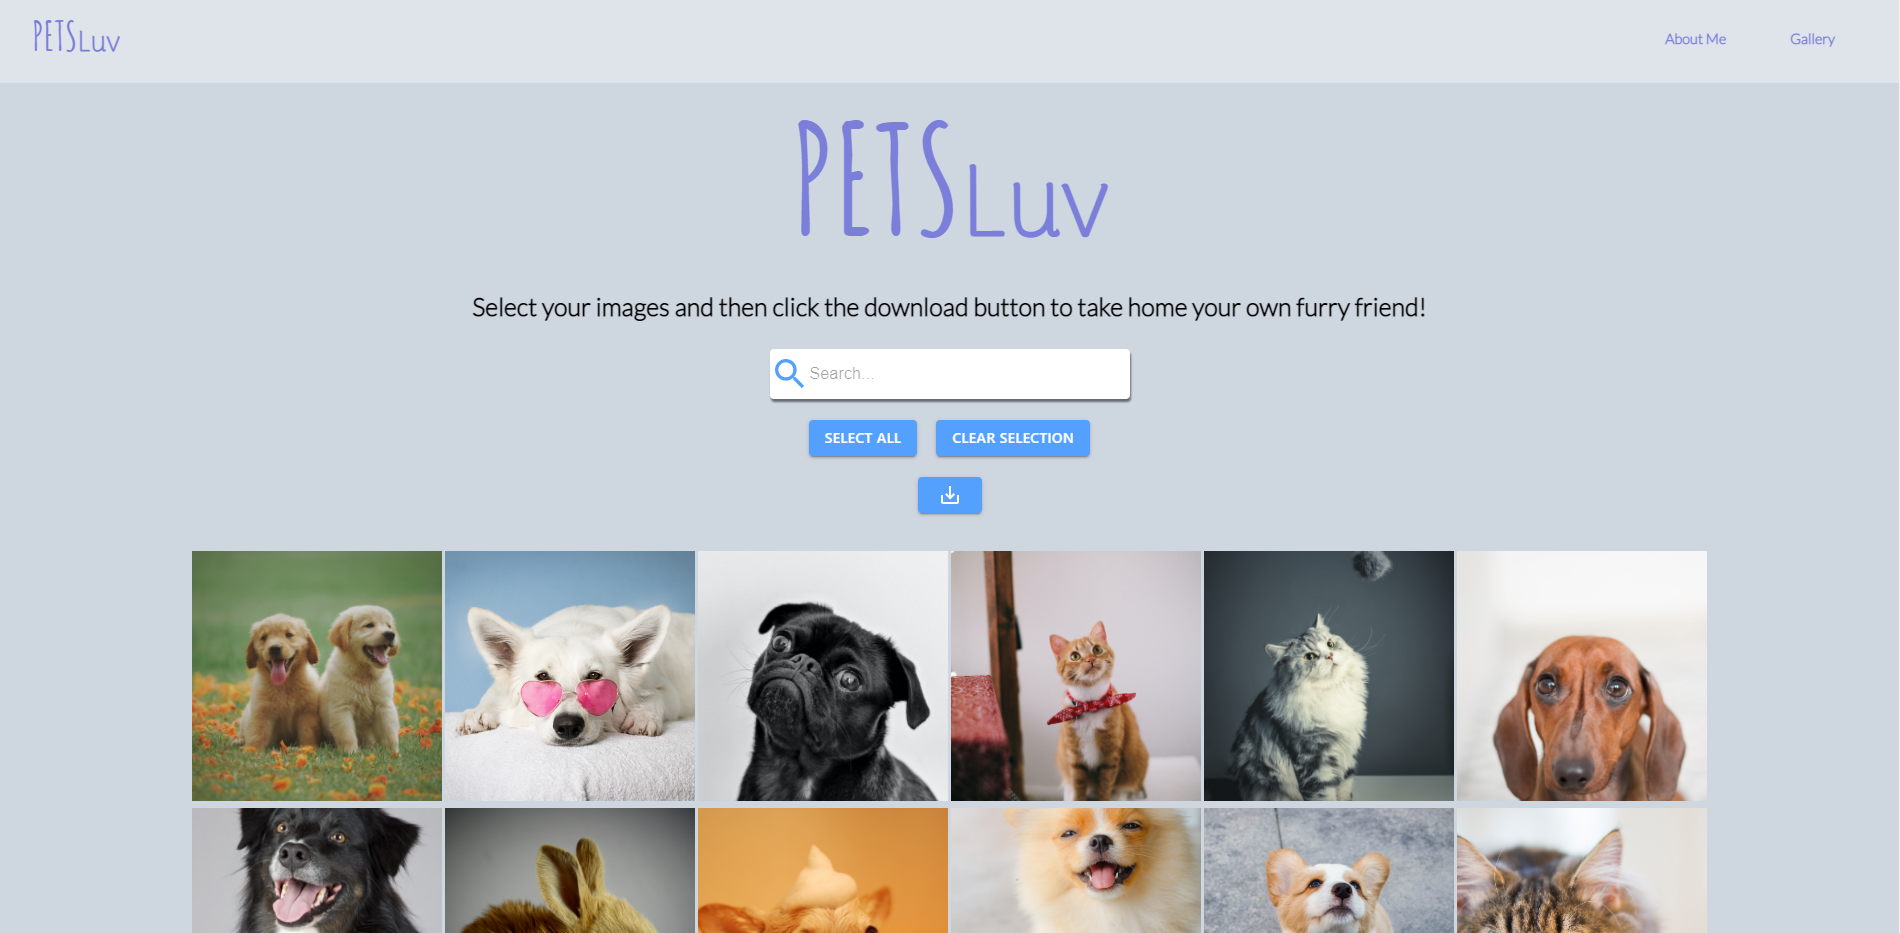 PETSLuv
About Me
Gallery
PETSLuv
Select your images and then click the download button to take home your own furry friend!
Search...
SELECT ALL
CLEAR SELECTION